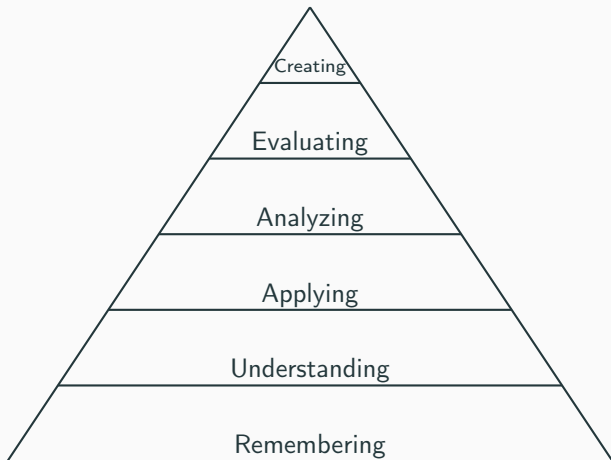 Creating
Evaluating
Analyzing
Applying
Understanding
Remembering